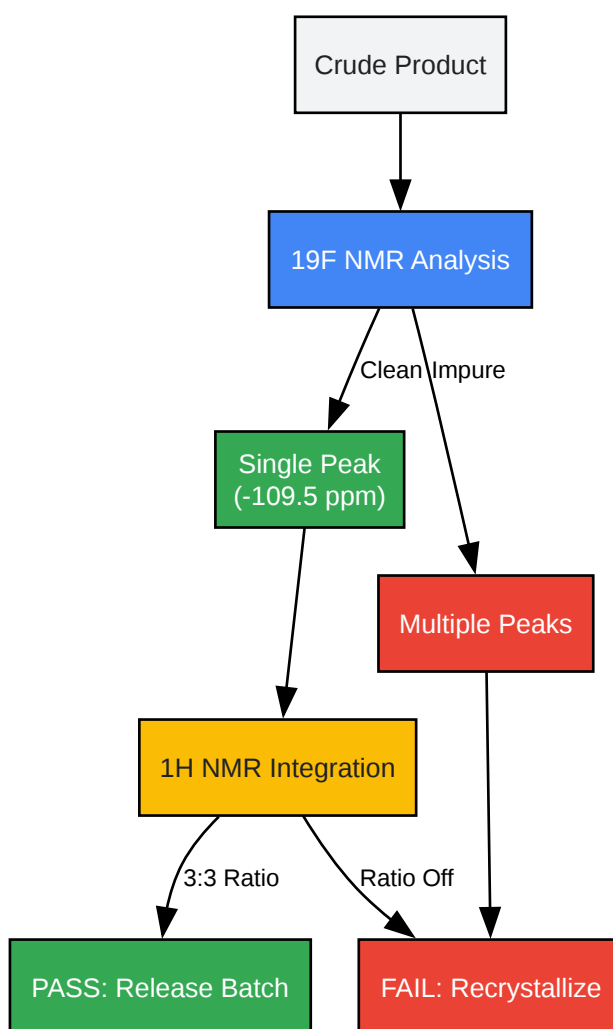 Crude Product
19F NMR Analysis
Clean
Impure
Single Peak
(-109.5 ppm)
Multiple Peaks
1H NMR Integration
3:3 Ratio
Ratio Off
PASS: Release Batch
FAIL: Recrystallize